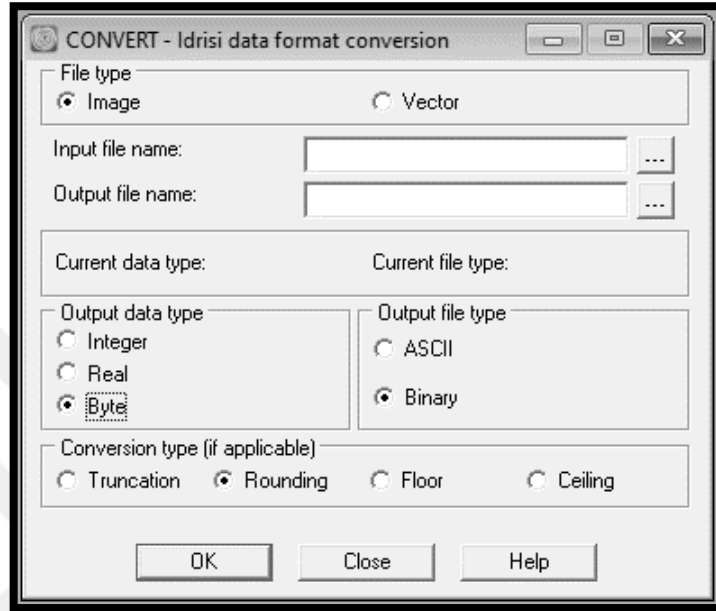 CONVERT - Idrisi data format conversion
File type
Image Vector
Input file name:
...
Output file name:
...
Current data type: Current file type:
Output data type Output file type
Integer ASCII
Real
Byte Binary
Conversion type (if applicable)
Truncation Rounding Floor Ceiling
OK Close Help